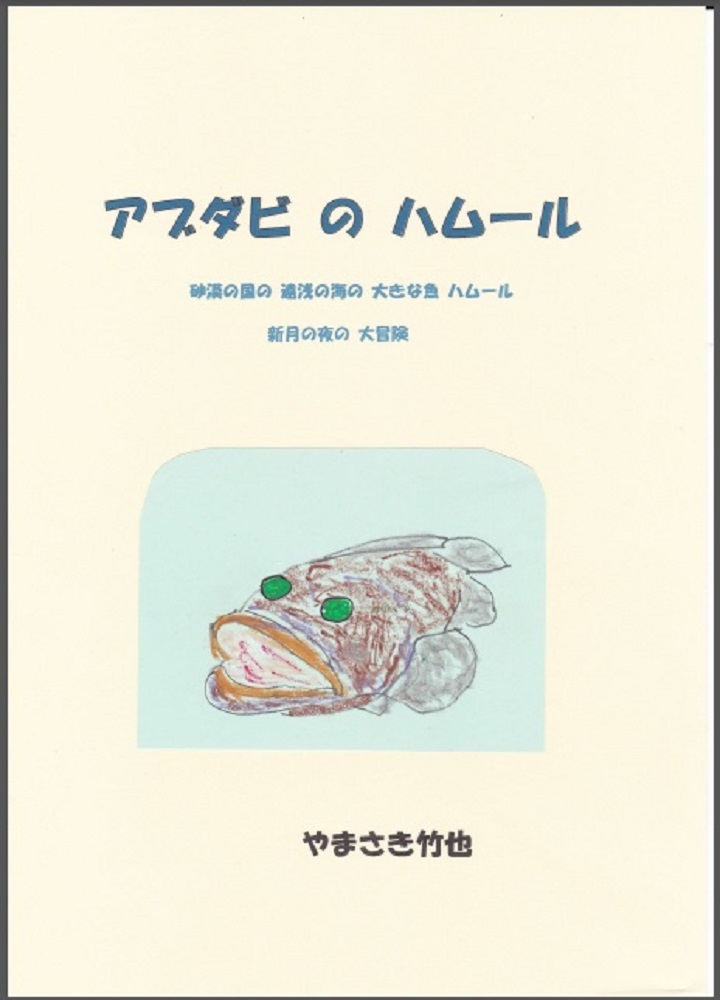 アブダビ の ハムール
砂漠の国の 遠浅の海の 大きな魚 ハムール
新月の夜の 大冒険
やまさき竹也